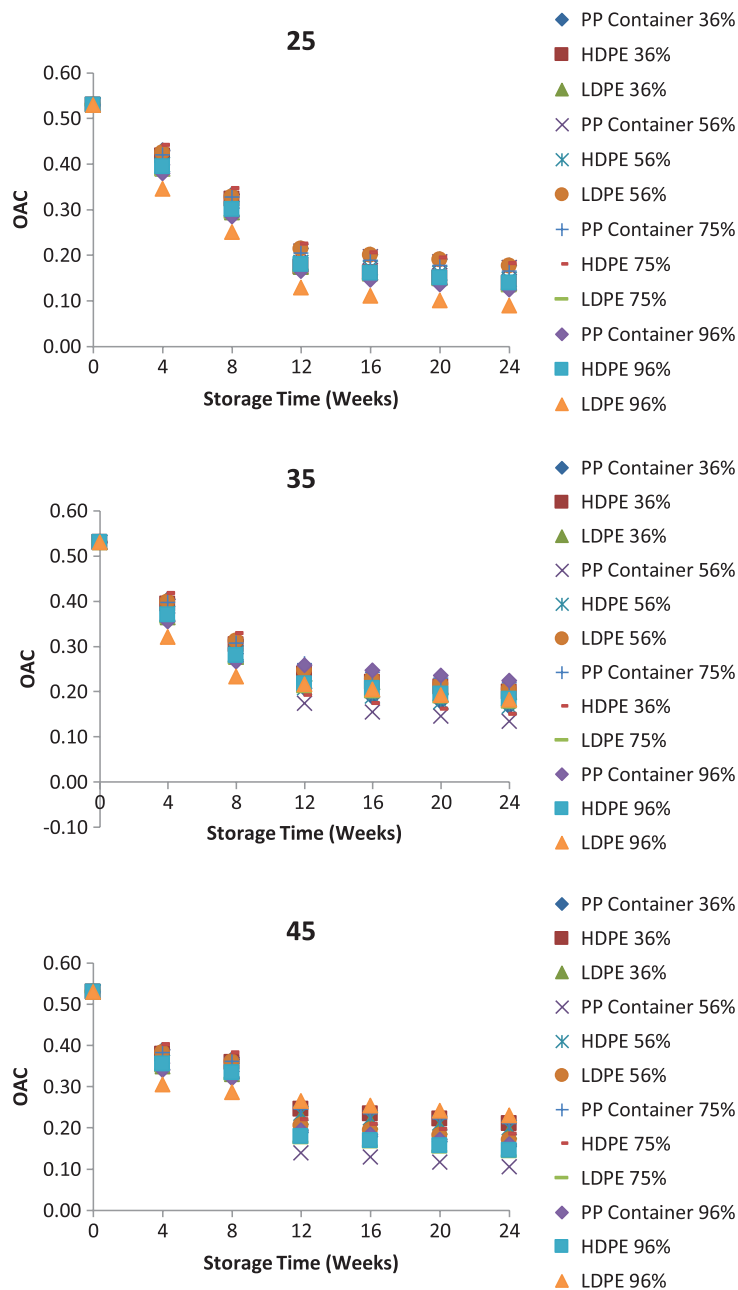 25
0.60
0.50
0.40
0.30
0.20
0.10
0.00
OAC
0 4 8 12 16 20 24
Storage Time (Weeks)
PP Container 36%
HDPE 36%
LDPE 36%
PP Container 56%
HDPE 56%
LDPE 56%
PP Container 75%
HDPE 75%
LDPE 75%
PP Container 96%
HDPE 96%
LDPE 96%
35
0.60
0.50
0.40
0.30
0.20
0.10
0.00
-0.10
OAC
0 4 8 12 16 20 24
Storage Time (Weeks)
PP Container 36%
HDPE 36%
LDPE 36%
PP Container 56%
HDPE 56%
LDPE 56%
PP Container 75%
HDPE 36%
LDPE 75%
PP Container 96%
HDPE 96%
LDPE 96%
45
0.60
0.50
0.40
0.30
0.20
0.10
0.00
OAC
0 4 8 12 16 20 24
Storage Time (Weeks)
PP Container 36%
HDPE 36%
LDPE 36%
PP Container 56%
HDPE 56%
LDPE 56%
PP Container 75%
HDPE 75%
LDPE 75%
PP Container 96%
HDPE 96%
LDPE 96%